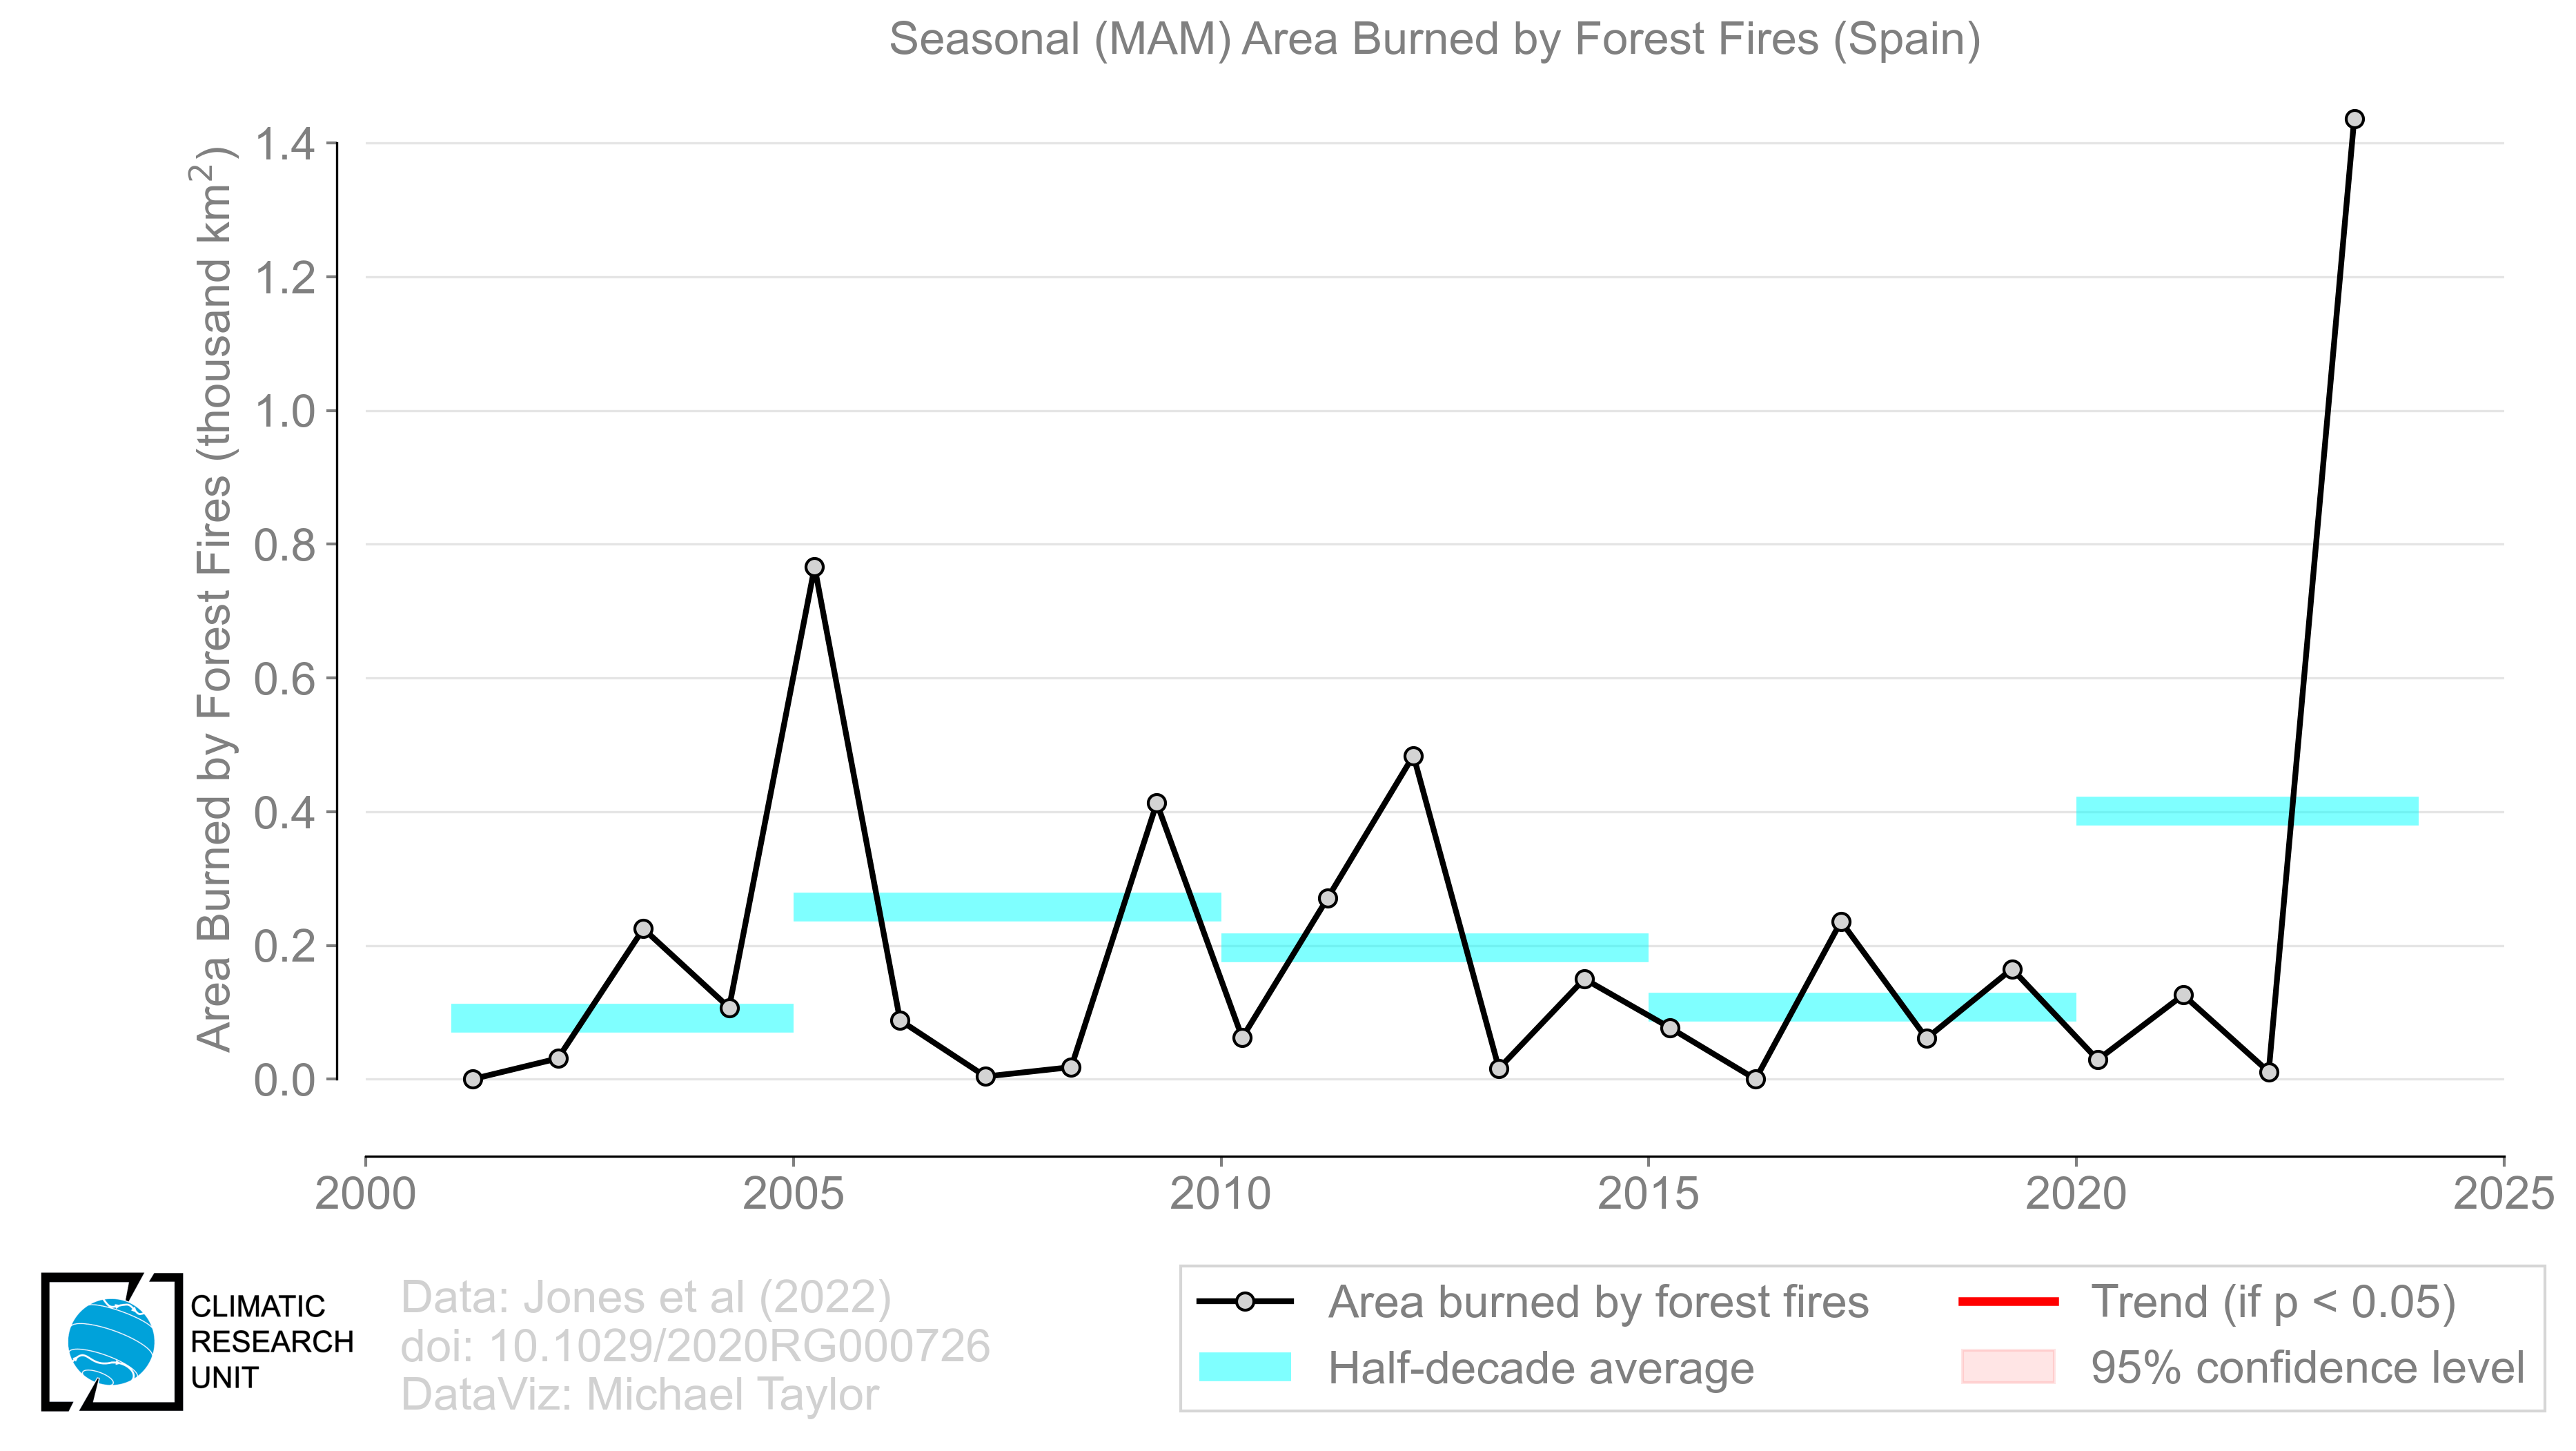 Seasonal (MAM) Area Burned by Forest Fires (Spain)
Area Burned by Forest Fires (thousand km²)
1.4
1.2
1.0
0.8
0.6
0.4
0.2
0.0
2000
2005
2010
2015
2020
2025
CLIMATIC
RESEARCH
UNIT
Data: Jones et al (2022)
doi: 10.1029/2020RG000726
DataViz: Michael Taylor
Area burned by forest fires
Half-decade average
Trend (if p < 0.05)
95% confidence level